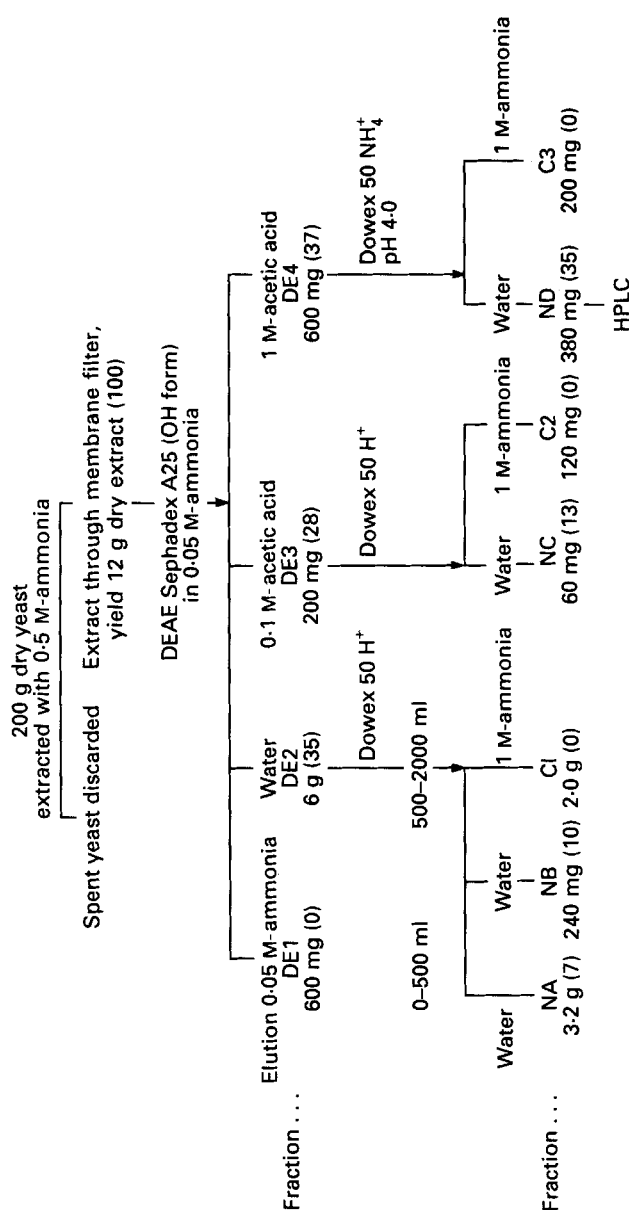 200 g dry yeast
extracted with 0·5 M-ammonia
Spent yeast discarded
Extract through membrane filter,
yield 12 g dry extract (100)
DEAE Sephadex A25 (OH form)
in 0·05 M-ammonia
Fraction . . .
Elution 0·05 M-ammonia
DE1
600 mg (0)
Water
DE2
6 g (35)
0·1 M-acetic acid
DE3
200 mg (28)
1 M-acetic acid
DE4
600 mg (37)
Dowex 50 H+
Dowex 50 H+
Dowex 50 NH4+
pH 4·0
0–500 ml
500–2000 ml
Fraction . . .
Water
NA
3·2 g (7)
Water
NB
240 mg (10)
1 M-ammonia
CI
2·0 g (0)
Water
NC
60 mg (13)
1 M-ammonia
C2
120 mg (0)
Water
ND
380 mg (35)
HPLC
1 M-ammonia
C3
200 mg (0)